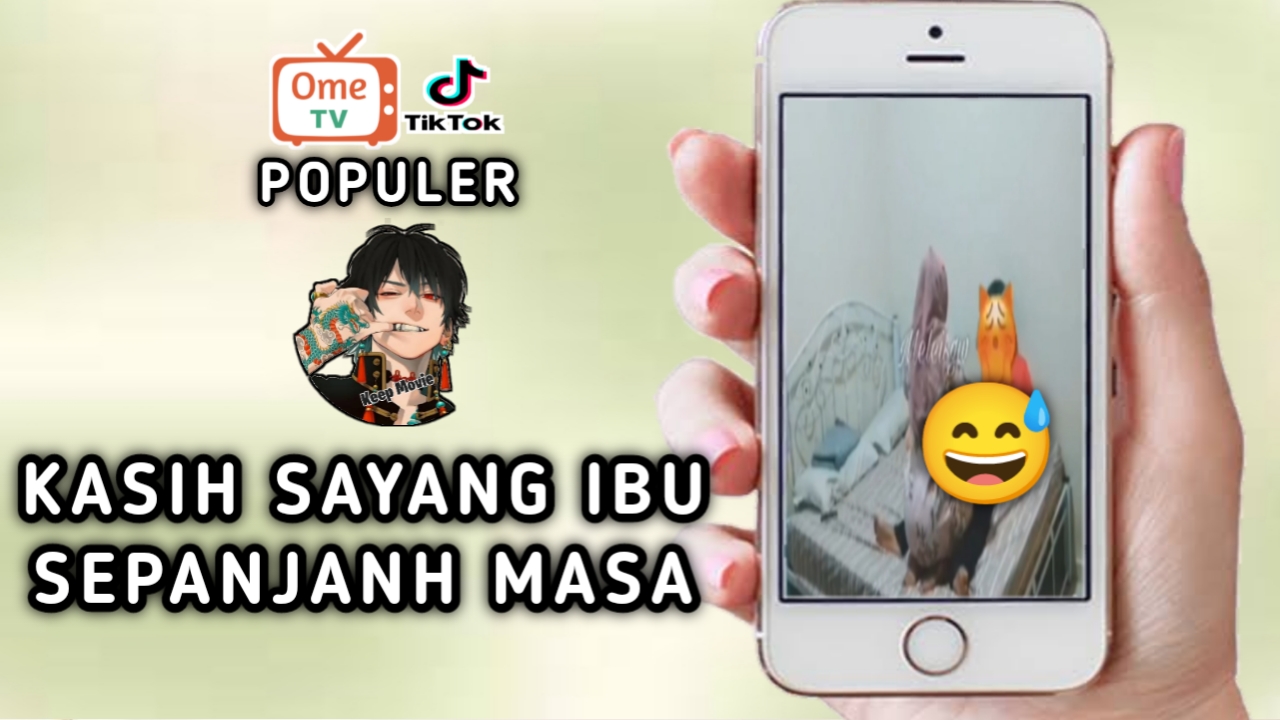 Ome
TV
TikTok
POPULER
Keep Movie
KASIH SAYANG IBU
SEPANJANH MASA